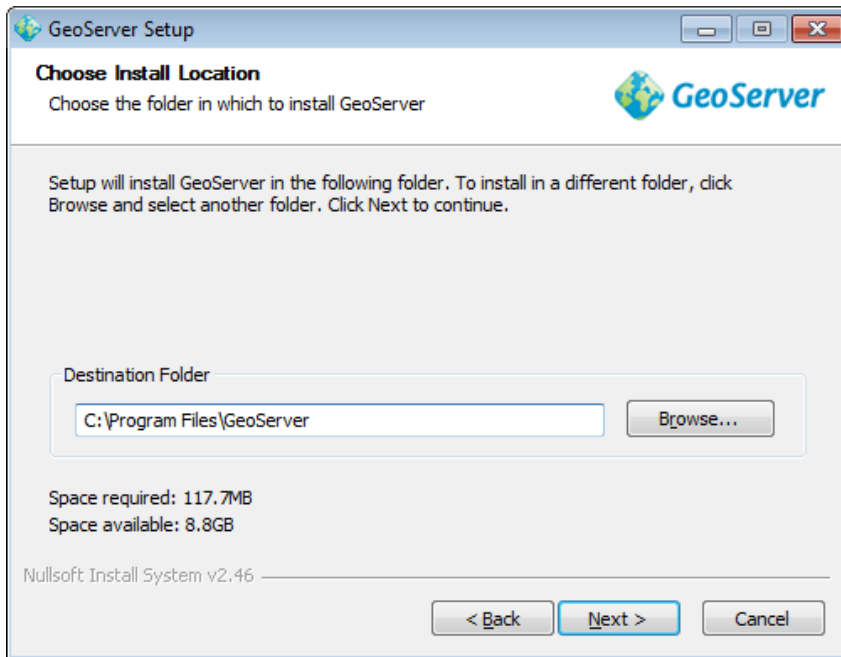 GeoServer Setup
Choose Install Location
Choose the folder in which to install GeoServer
GeoServer
Setup will install GeoServer in the following folder. To install in a different folder, click
Browse and select another folder. Click Next to continue.
Destination Folder
C:\Program Files\GeoServer
Browse...
Space required: 117.7MB
Space available: 8.8GB
Nullsoft Install System v2.46
< Back
Next >
Cancel